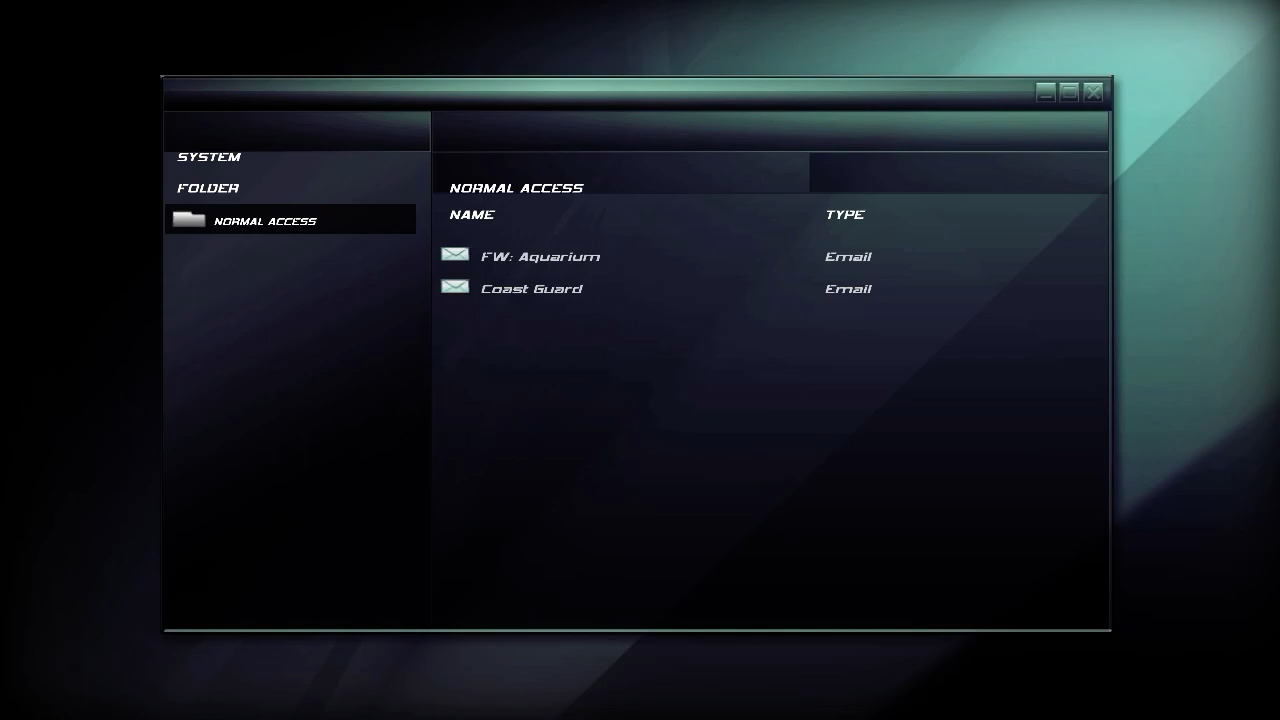 SYSTEM
FOLDER
NORMAL ACCESS
NORMAL ACCESS
NAME TYPE
FW: Aquarium Email
Coast Guard Email